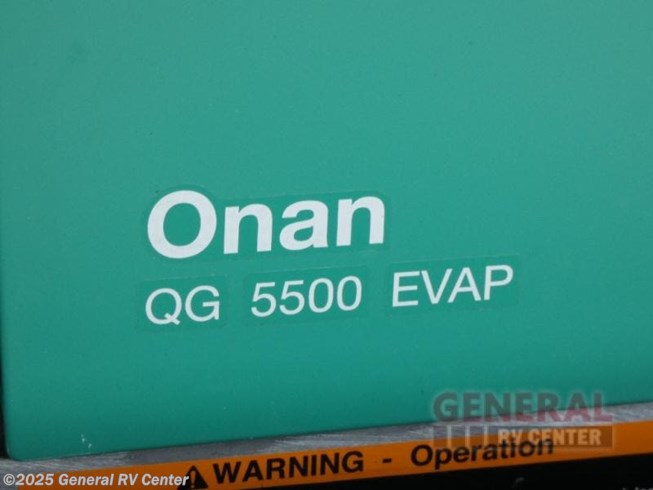 Onan
QG 5500 EVAP
GENERAL
RV CENTER
WARNING - Operation
©2025 General RV Center